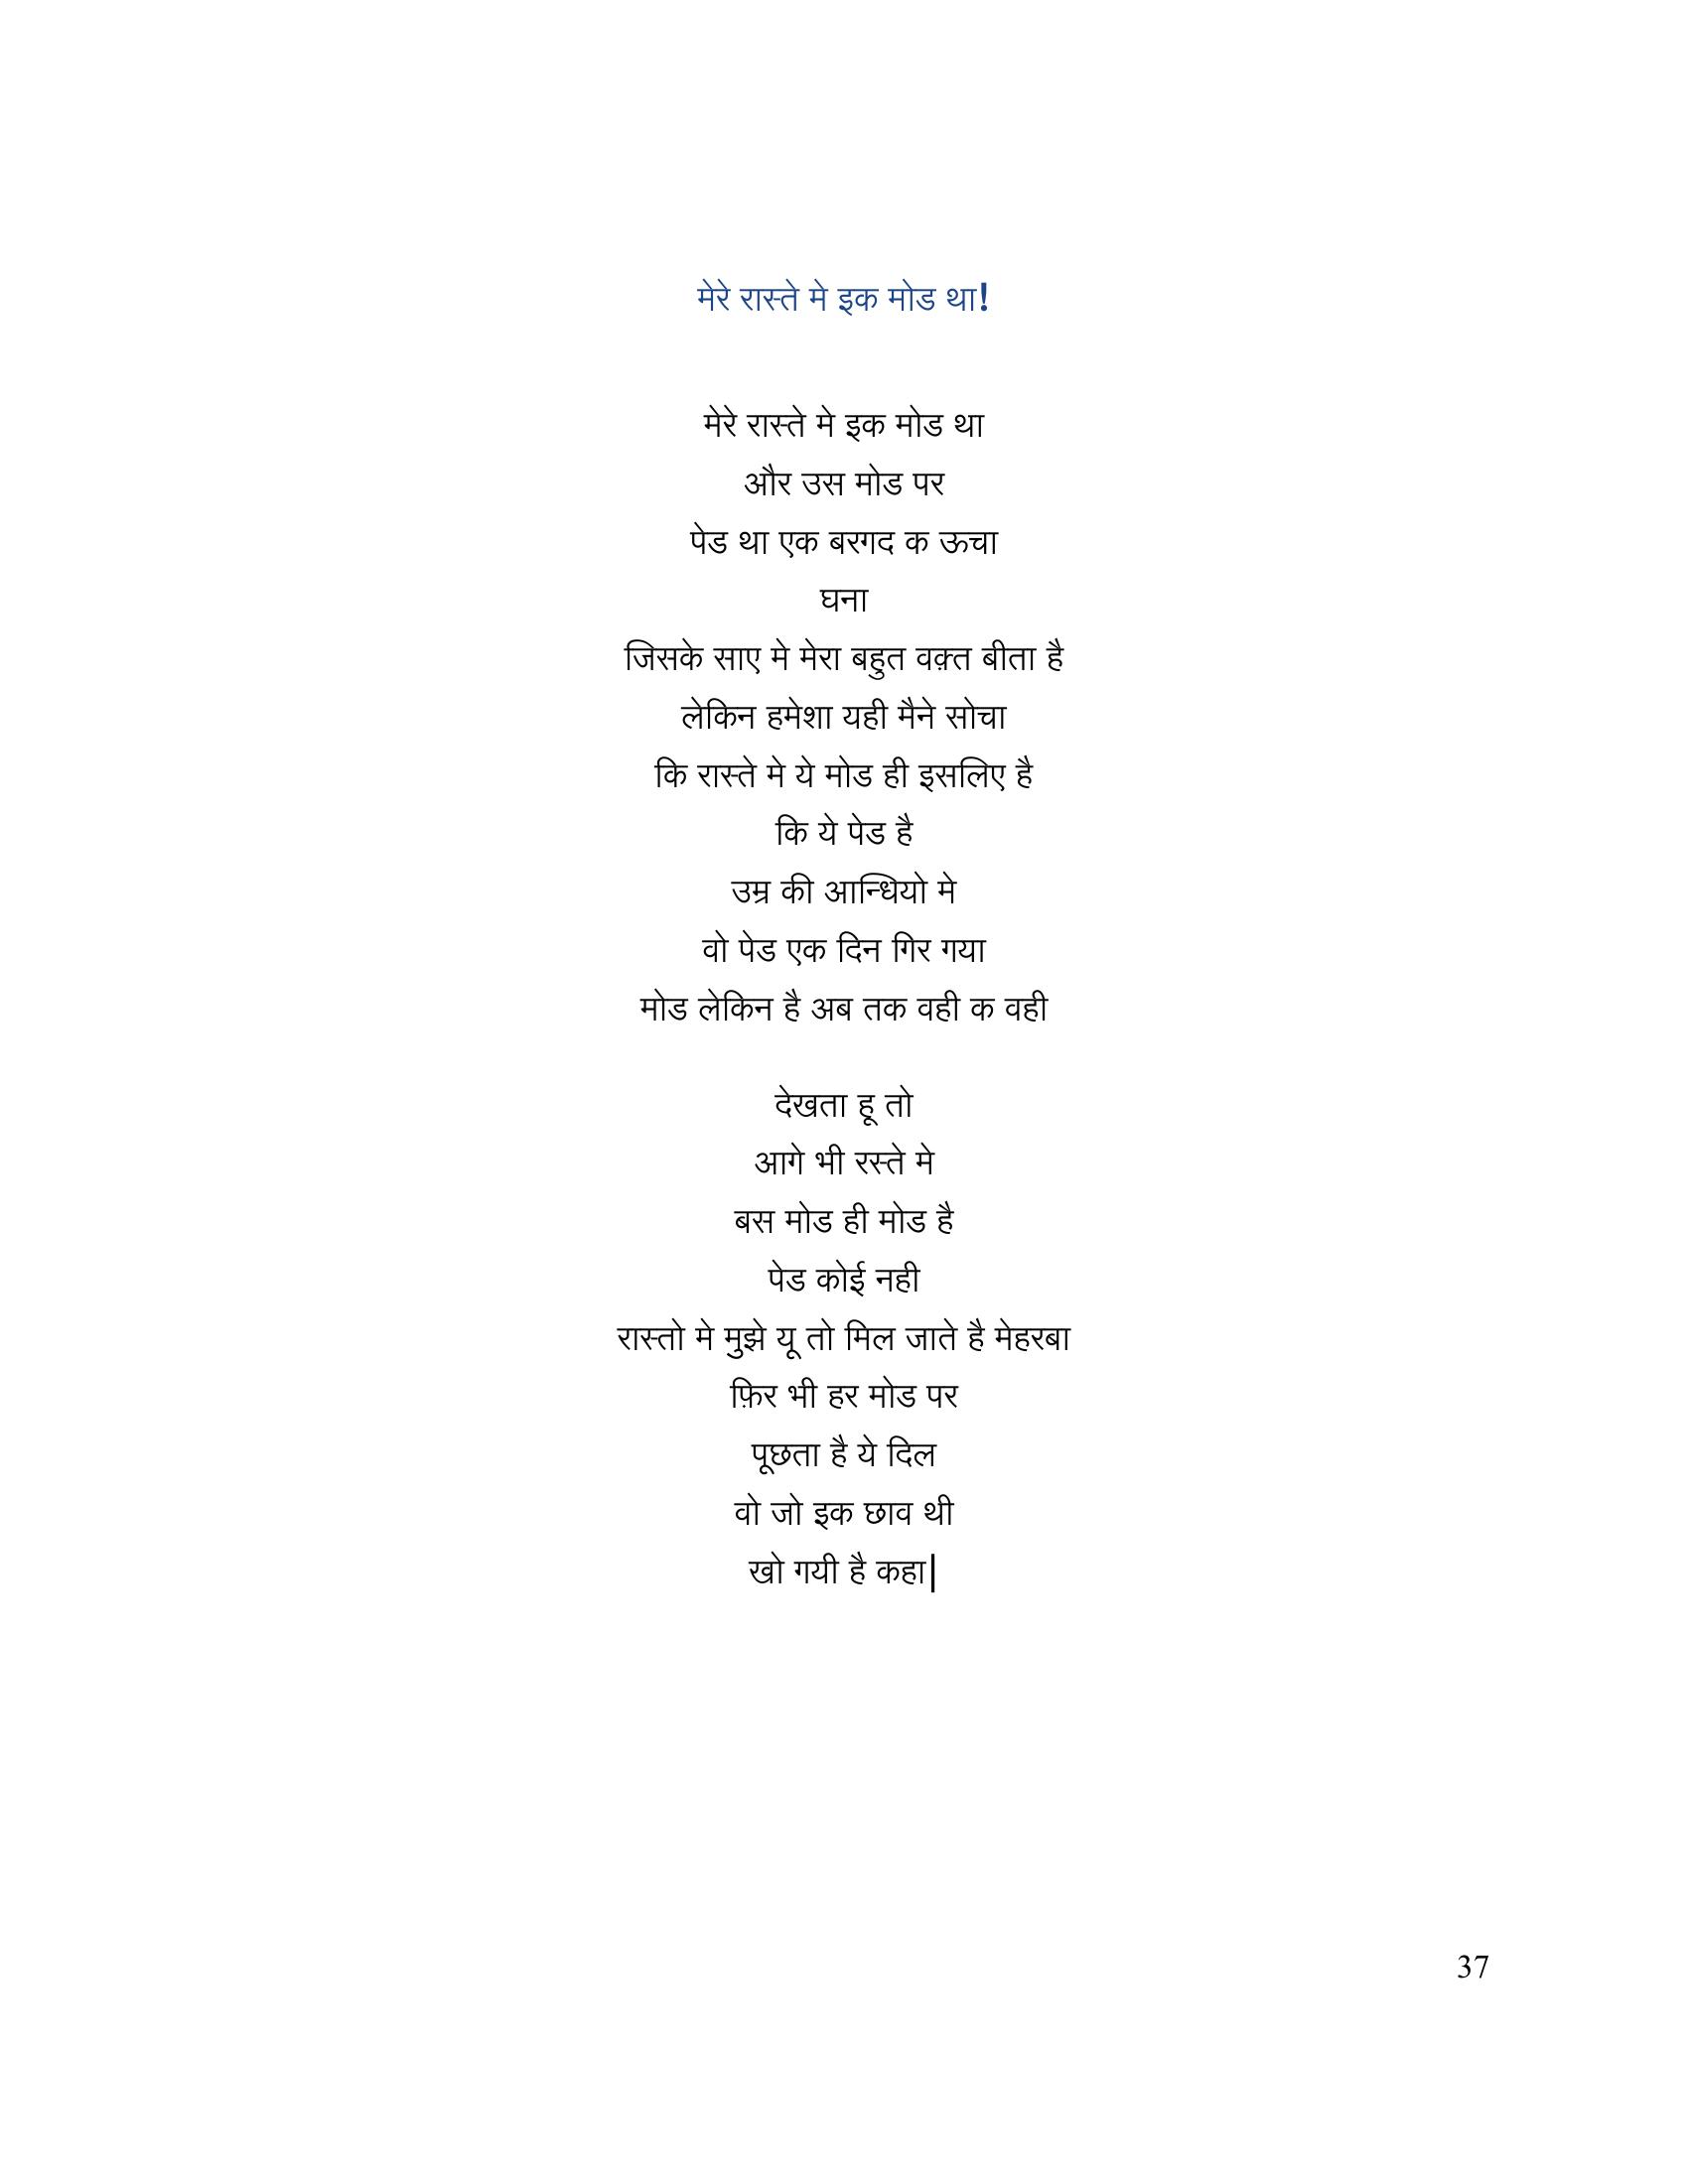 मेरे रास्ते मे इक मोड था!
मेरे रास्ते मे इक मोड था
और उस मोड पर
पेड था एक बरगद क ऊचा
घना
जिसके साए मे मेरा बहुत वक़्त बीता है
लेकिन हमेशा यही मैने सोचा
कि रास्ते मे ये मोड ही इसलिए है
कि ये पेड है
उम्र की आन्धियो मे
वो पेड एक दिन गिर गया
मोड लेकिन है अब तक वही क वही
देखता हू तो
आगे भी रस्ते मे
बस मोड ही मोड है
पेड कोई नही
रास्तो मे मुझे यू तो मिल जाते है मेहरबा
फ़िर भी हर मोड पर
पूछता है ये दिल
वो जो इक छाव थी
खो गयी है कहा|
37